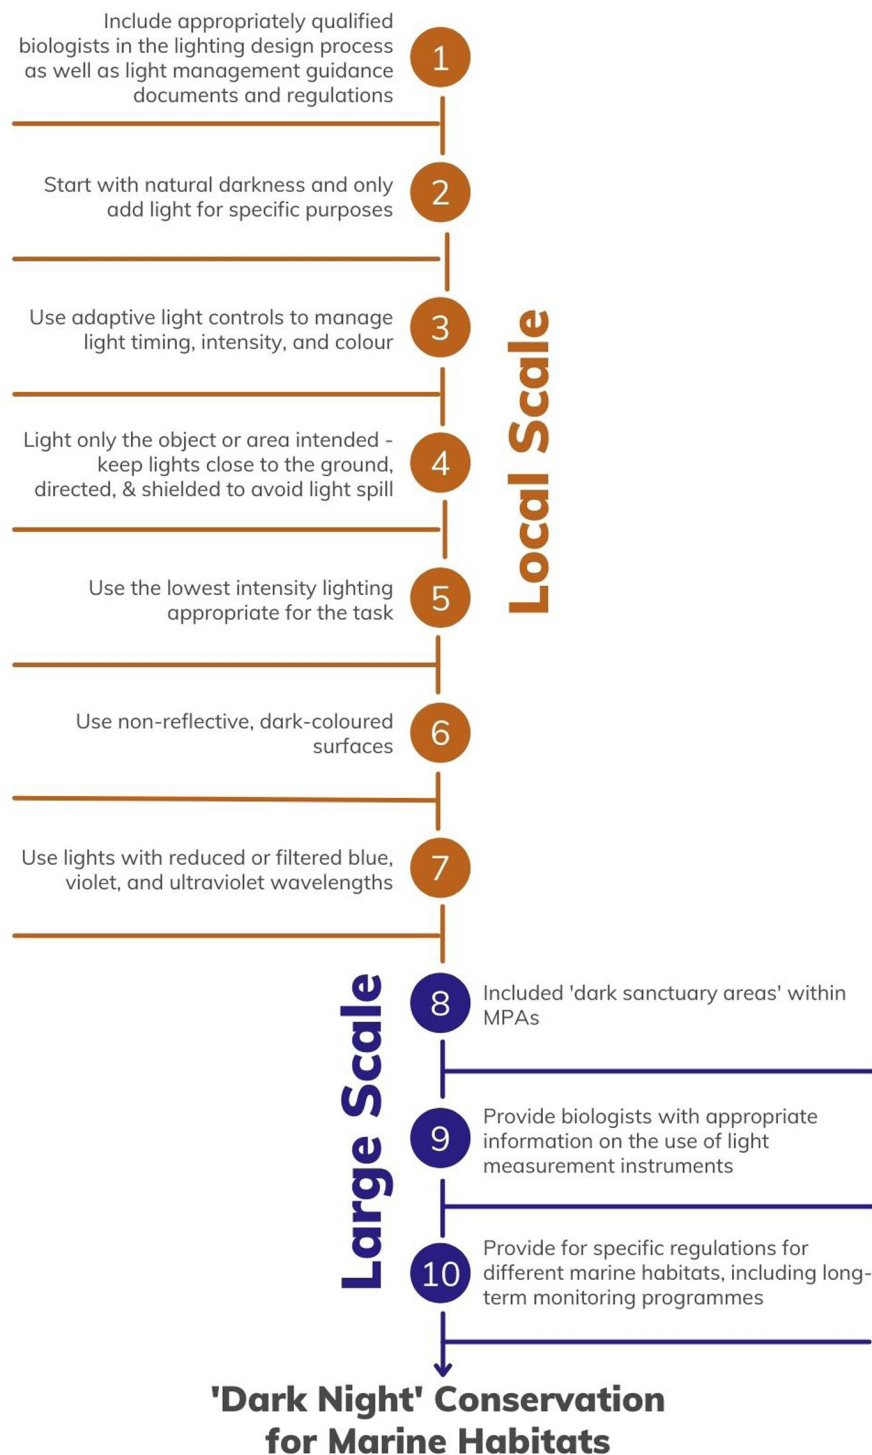 Include appropriately qualified
biologists in the lighting design process
as well as light management guidance
documents and regulations
1
Start with natural darkness and only
add light for specific purposes
2
Use adaptive light controls to manage
light timing, intensity, and colour
3
Light only the object or area intended -
keep lights close to the ground,
directed, & shielded to avoid light spill
4
Use the lowest intensity lighting
appropriate for the task
5
Use non-reflective, dark-coloured
surfaces
6
Use lights with reduced or filtered blue,
violet, and ultraviolet wavelengths
7
Local Scale
Large Scale
8
Included 'dark sanctuary areas' within
MPAs
9
Provide biologists with appropriate
information on the use of light
measurement instruments
10
Provide for specific regulations for
different marine habitats, including long-
term monitoring programmes
'Dark Night' Conservation
for Marine Habitats